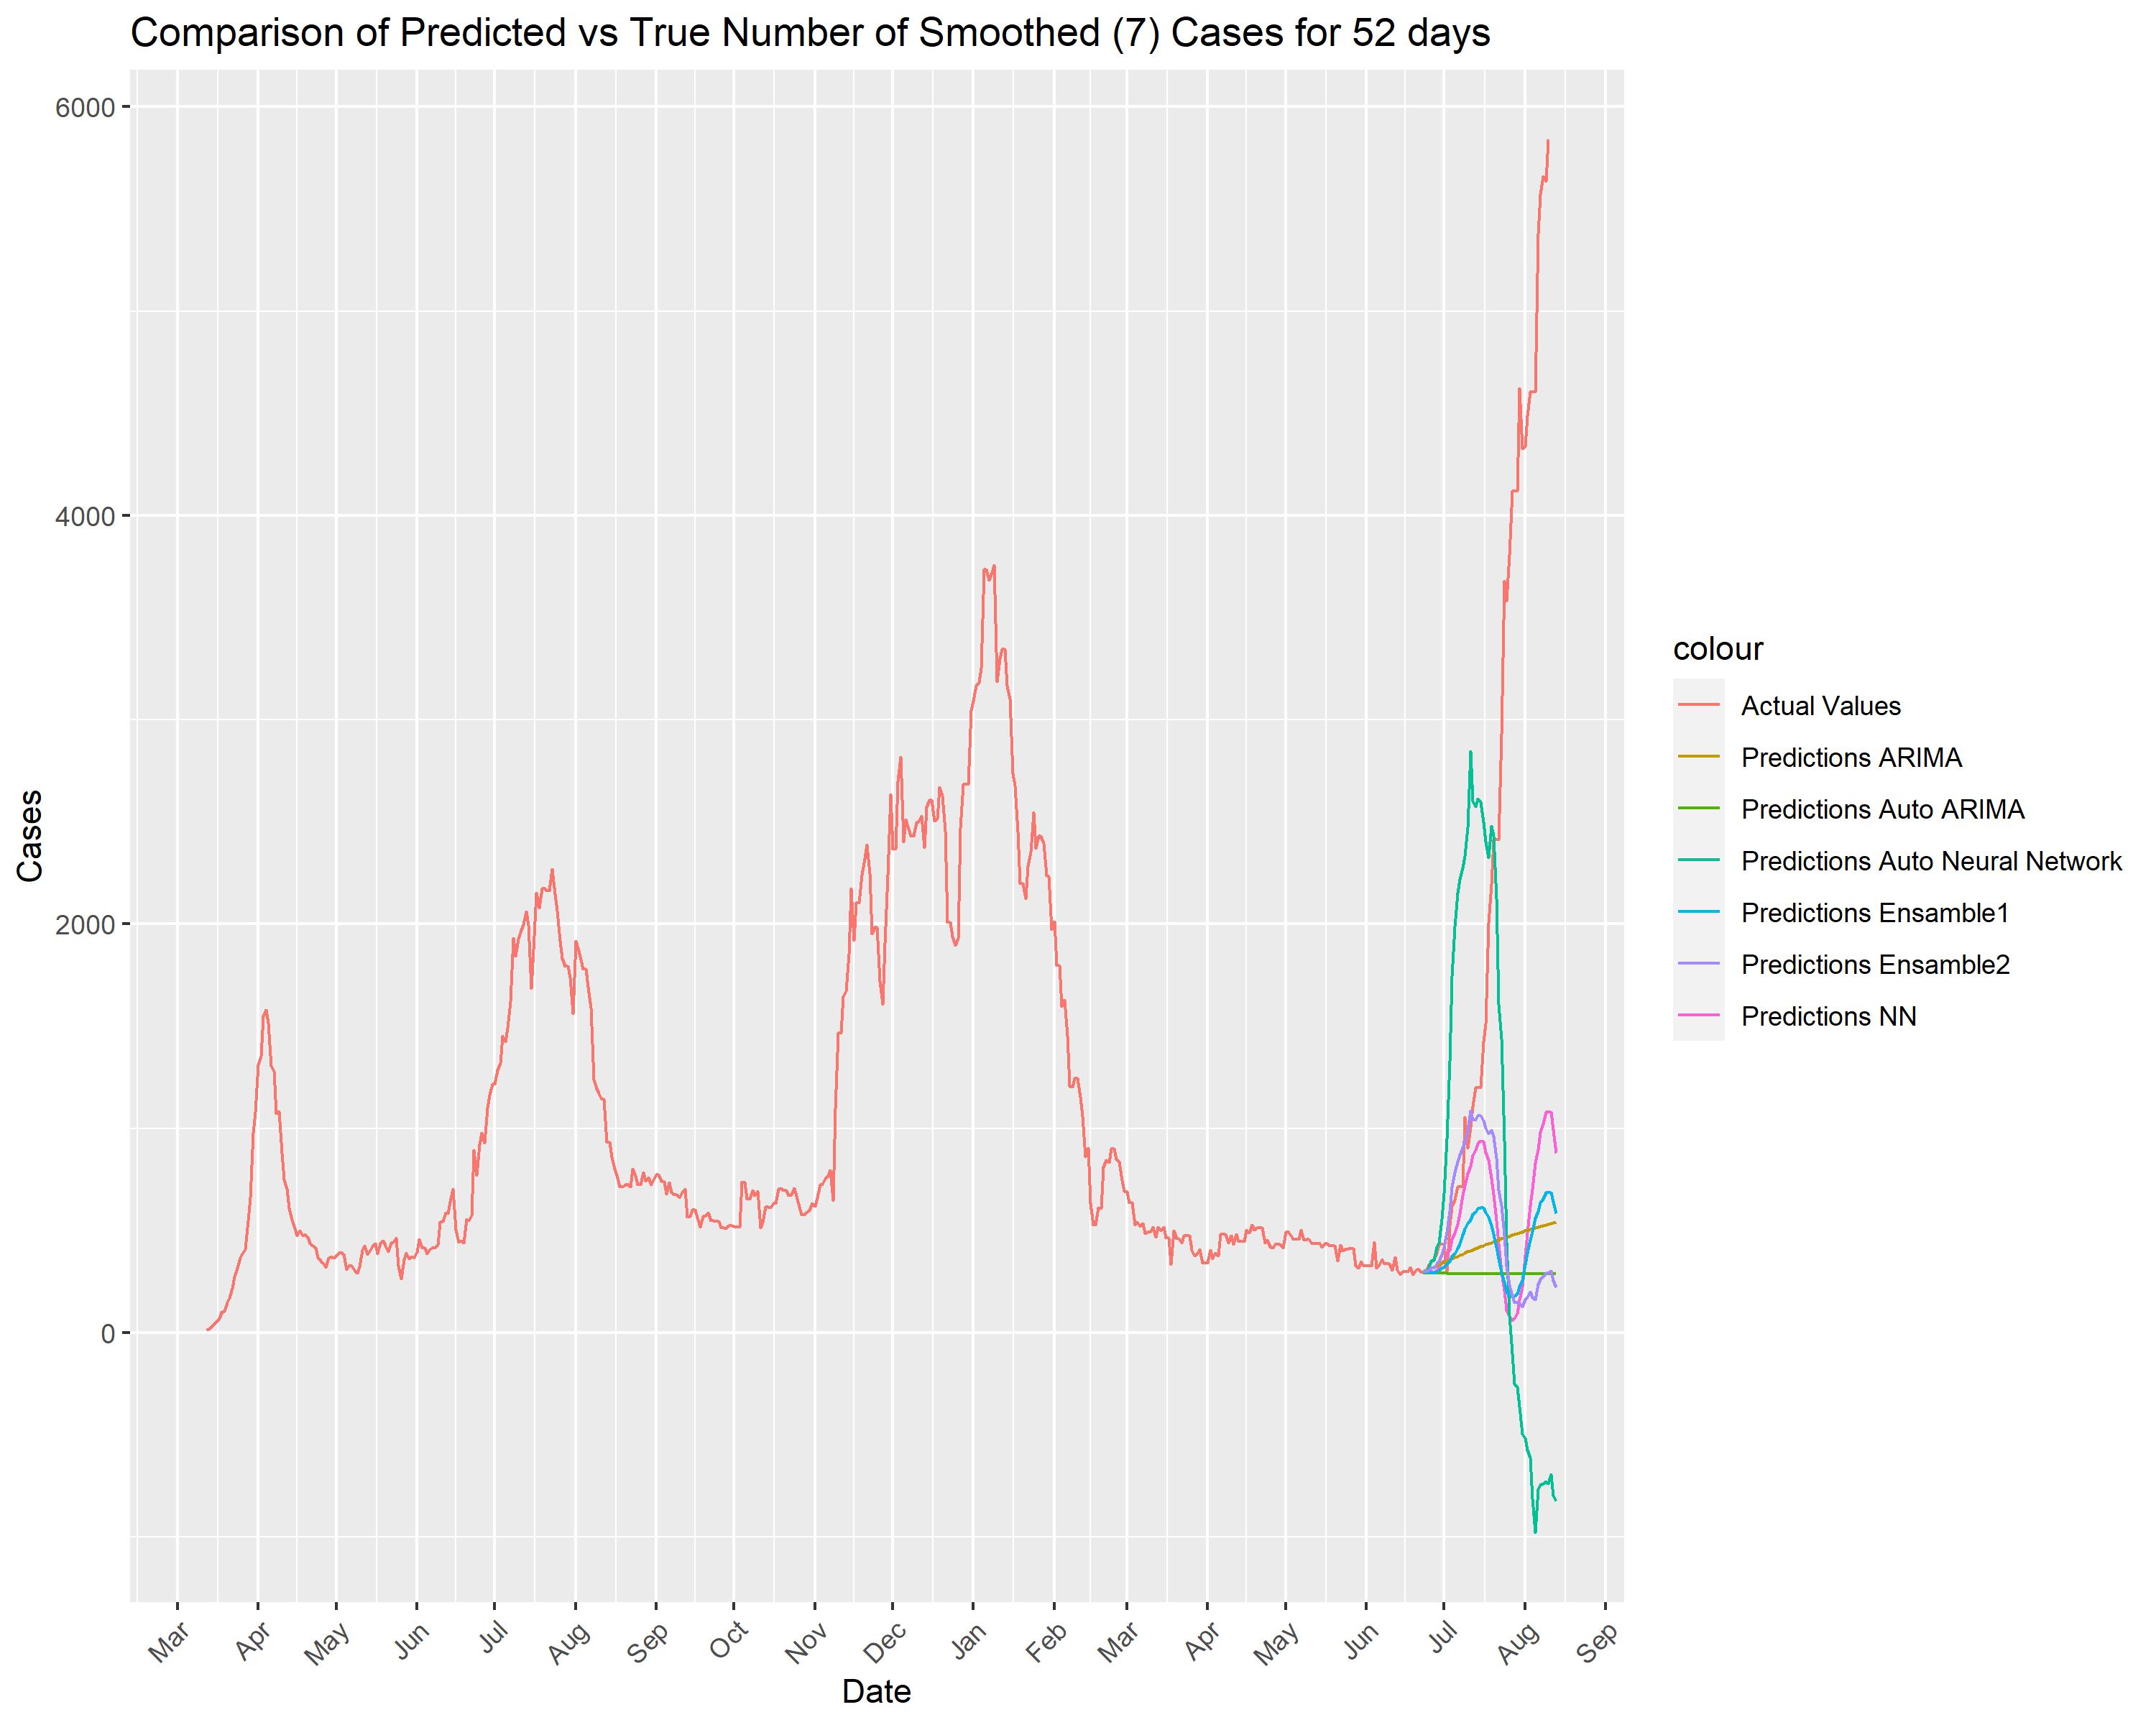 Comparison of Predicted vs True Number of Smoothed (7) Cases for 52 days
6000
4000
2000
0
Cases
Mar
Apr
May
Jun
Jul
Aug
Sep
Oct
Nov
Dec
Jan
Feb
Mar
Apr
May
Jun
Jul
Aug
Sep
Date
colour
Actual Values
Predictions ARIMA
Predictions Auto ARIMA
Predictions Auto Neural Network
Predictions Ensamble1
Predictions Ensamble2
Predictions NN